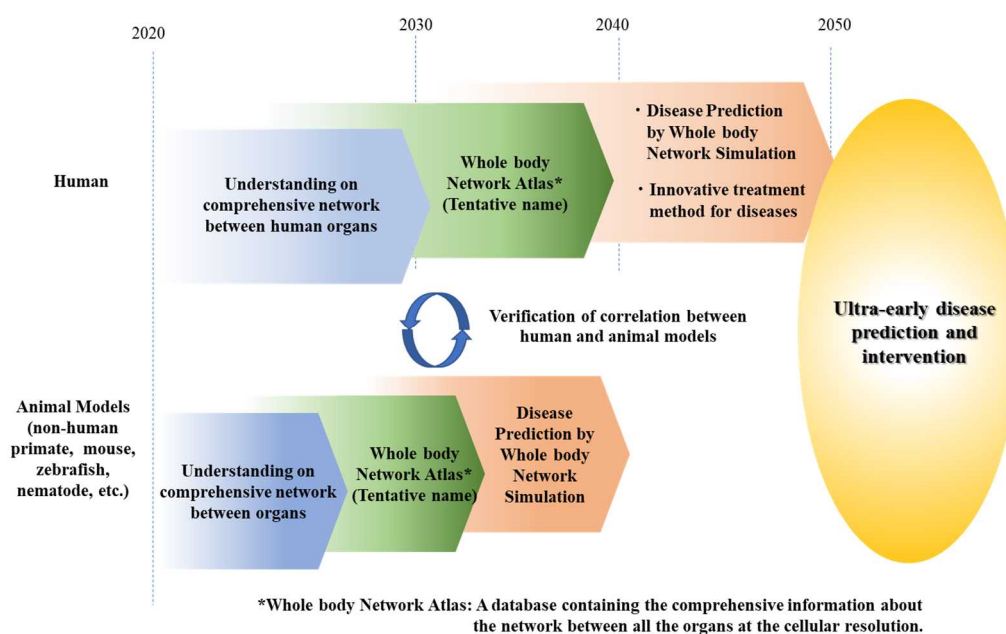 2020
2030
2040
2050
Human
Understanding on
comprehensive network
between human organs
Whole body
Network Atlas*
(Tentative name)
・ Disease Prediction
by Whole body
Network Simulation
・ Innovative treatment
method for diseases
Verification of correlation between
human and animal models
Ultra-early disease
prediction and
intervention
Animal Models
(non-human
primate, mouse,
zebrafish,
nematode, etc.)
Understanding on
comprehensive network
between organs
Whole body
Network Atlas*
(Tentative name)
Disease
Prediction by
Whole body
Network
Simulation
*Whole body Network Atlas: A database containing the comprehensive information about
the network between all the organs at the cellular resolution.